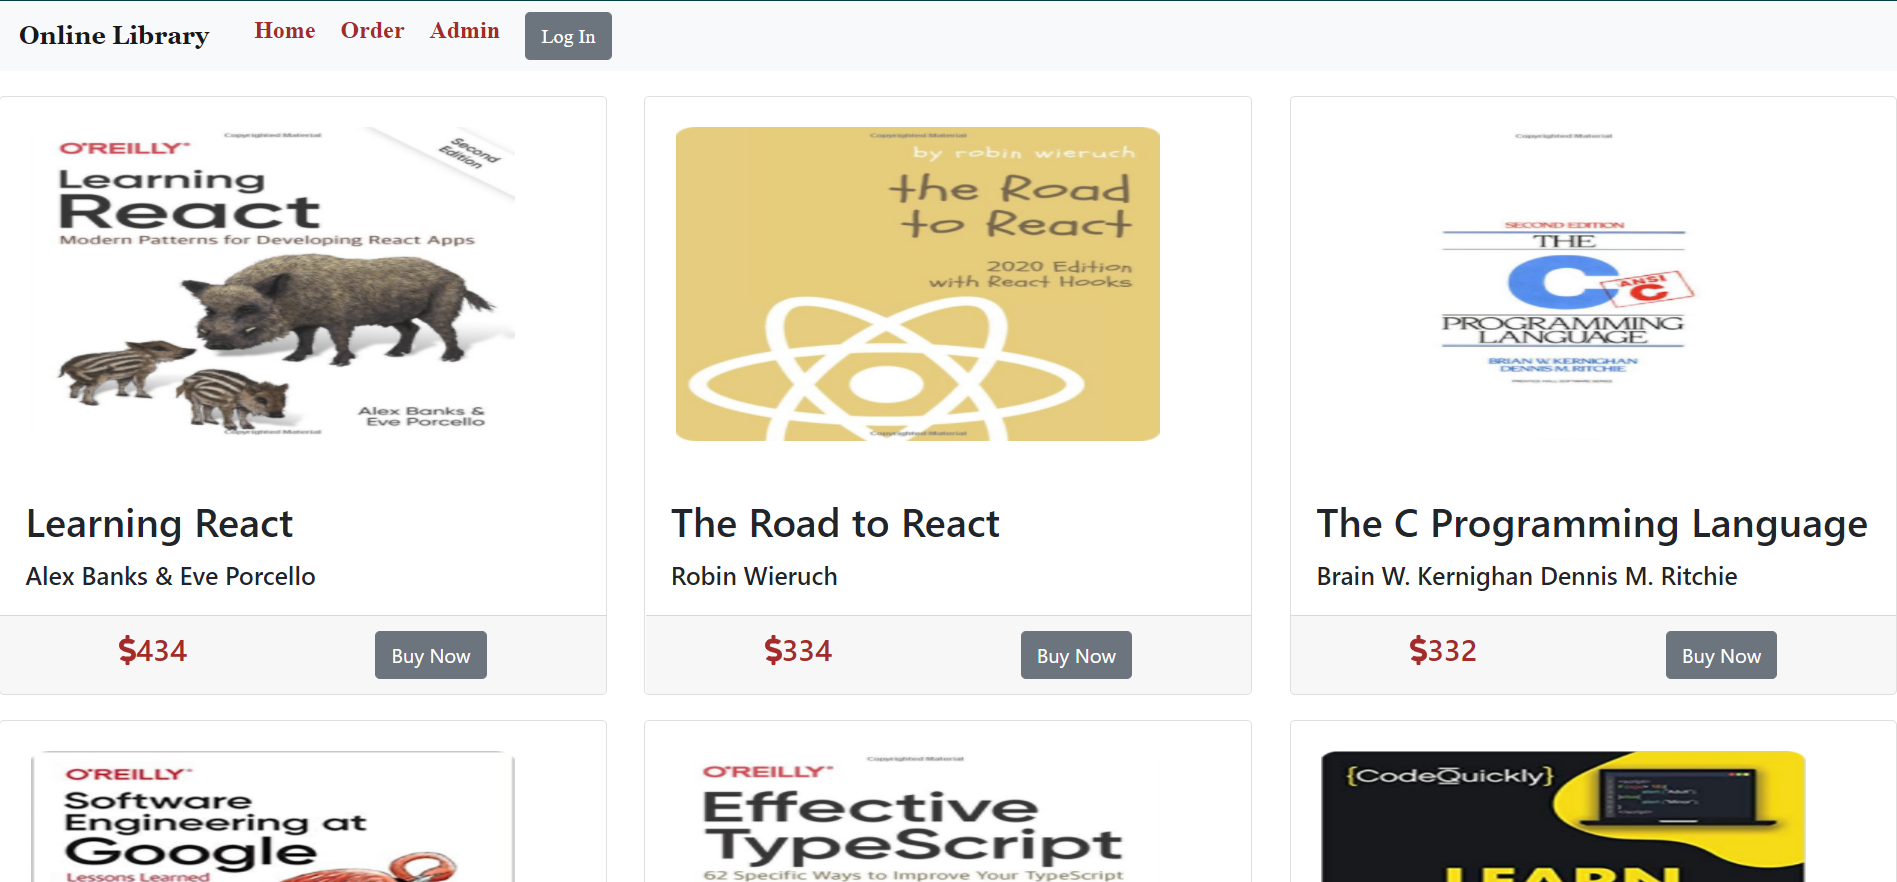 Online Library
Home
Order
Admin
Log In
Copyrighted Material
O'REILLY®
Second
Edition
Learning
React
Modern Patterns for Developing React Apps
Alex Banks &
Eve Porcello
Copyrighted Material
Learning React
Alex Banks & Eve Porcello
$434
Buy Now
Copyrighted Material
by robin wieruch
the Road
to React
2020 Edition
with React Hooks
Copyrighted Material
The Road to React
Robin Wieruch
$334
Buy Now
Copyrighted Material
SECOND EDITION
THE
C
ANSI
C
PROGRAMMING
LANGUAGE
BRIAN W. KERNIGHAN
DENNIS M. RITCHIE
PRENTICE HALL SOFTWARE SERIES
The C Programming Language
Brain W. Kernighan Dennis M. Ritchie
$332
Buy Now
O'REILLY®
Software
Engineering at
Google
Lessons Learned
Copyrighted Material
O'REILLY®
Effective
TypeScript
62 Specific Ways to Improve Your TypeScript
{CodeQuickly}
LEARN